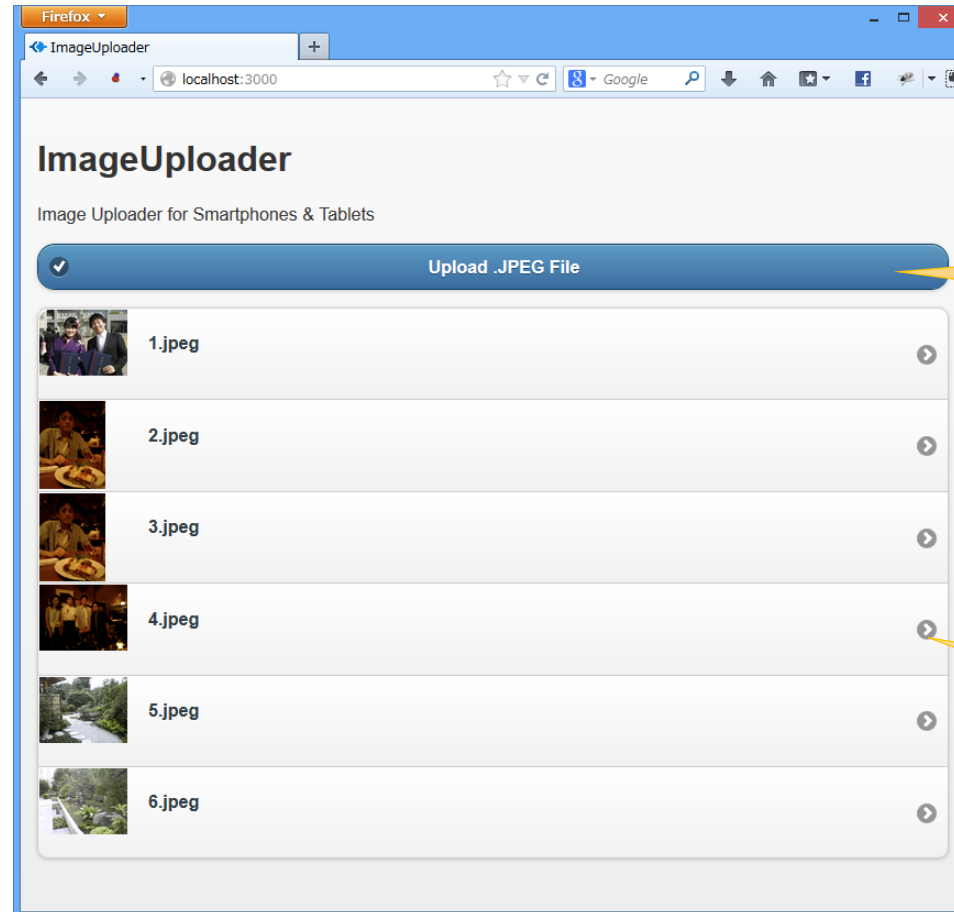 Firefox
ImageUploader
localhost:3000
Google
ImageUploader
Image Uploader for Smartphones & Tablets
Upload .JPEG File
1.jpeg
2.jpeg
3.jpeg
4.jpeg
5.jpeg
6.jpeg